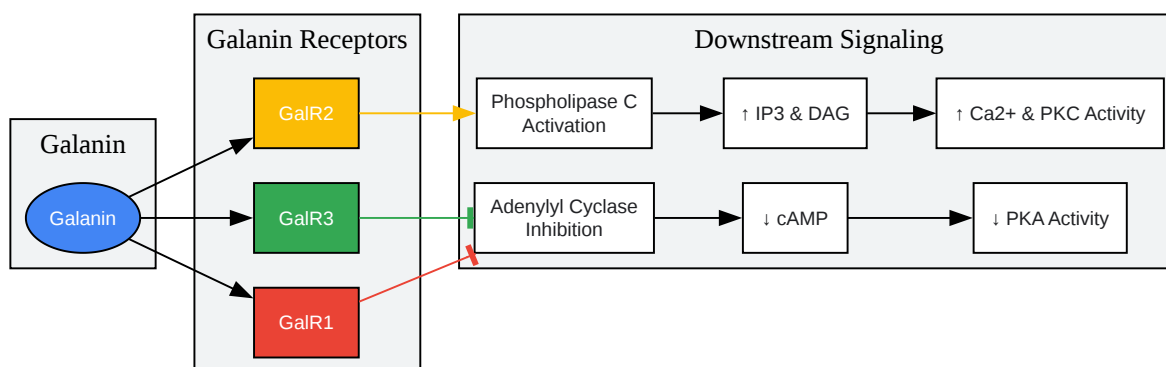 Galanin Receptors
Downstream Signaling
GalR2
Phospholipase C
Activation
↑ IP3 & DAG
↑ Ca2+ & PKC Activity
Galanin
Galanin
GalR3
Adenylyl Cyclase
Inhibition
↓ cAMP
↓ PKA Activity
GalR1